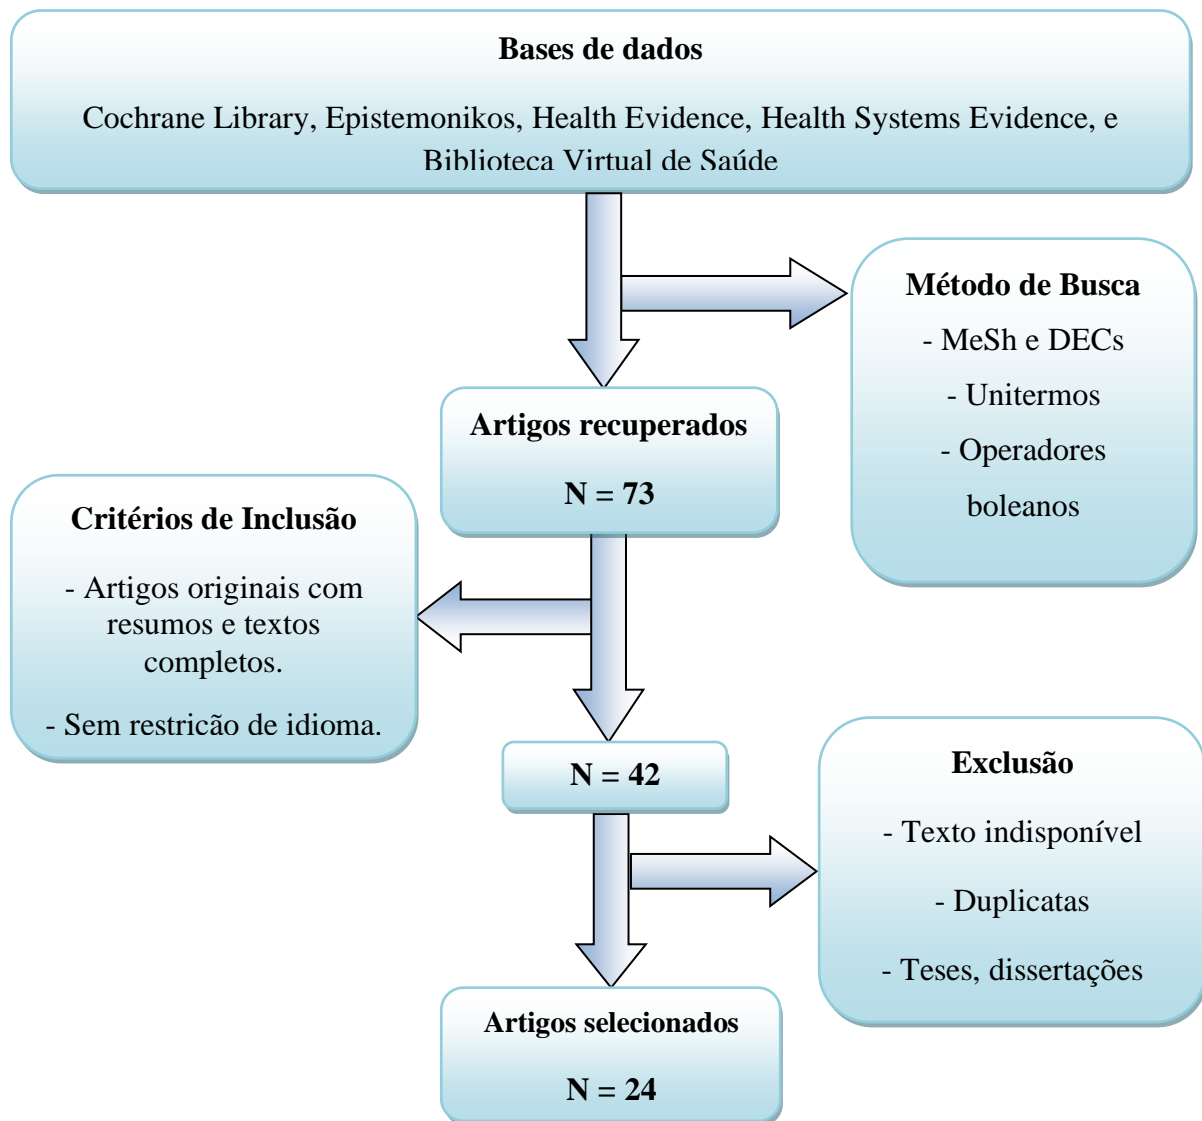 Bases de dados
Cochrane Library, Epistemonikos, Health Evidence, Health Systems Evidence, e
Biblioteca Virtual de Saúde
Método de Busca
- MeSh e DECs
- Unitermos
- Operadores
boleanos
Artigos recuperados
N = 73
Critérios de Inclusão
- Artigos originais com
resumos e textos
completos.
- Sem restricão de idioma.
N = 42
Exclusão
- Texto indisponível
- Duplicatas
- Teses, dissertações
Artigos selecionados
N = 24